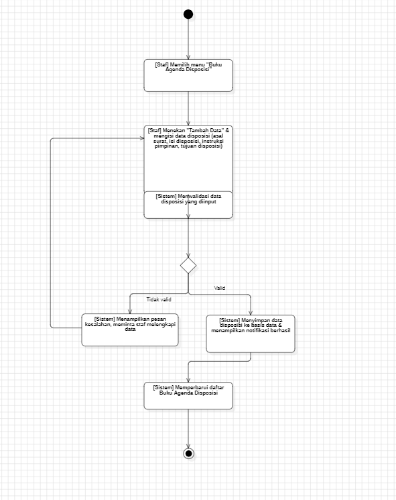 [Staf] Memilih menu "Buku
Agenda Disposisi"
[Staf] Menekan "Tambah Data" &
mengisi data disposisi (asal
surat, isi disposisi, instruksi
pimpinan, tujuan disposisi)
[Sistem] Memvalidasi data
disposisi yang diinput
Tidak valid
Valid
[Sistem] Menampilkan pesan
kesalahan, meminta staf melengkapi
data
[Sistem] Menyimpan data
disposisi ke basis data &
menampilkan notifikasi berhasil
[Sistem] Memperbarui daftar
Buku Agenda Disposisi